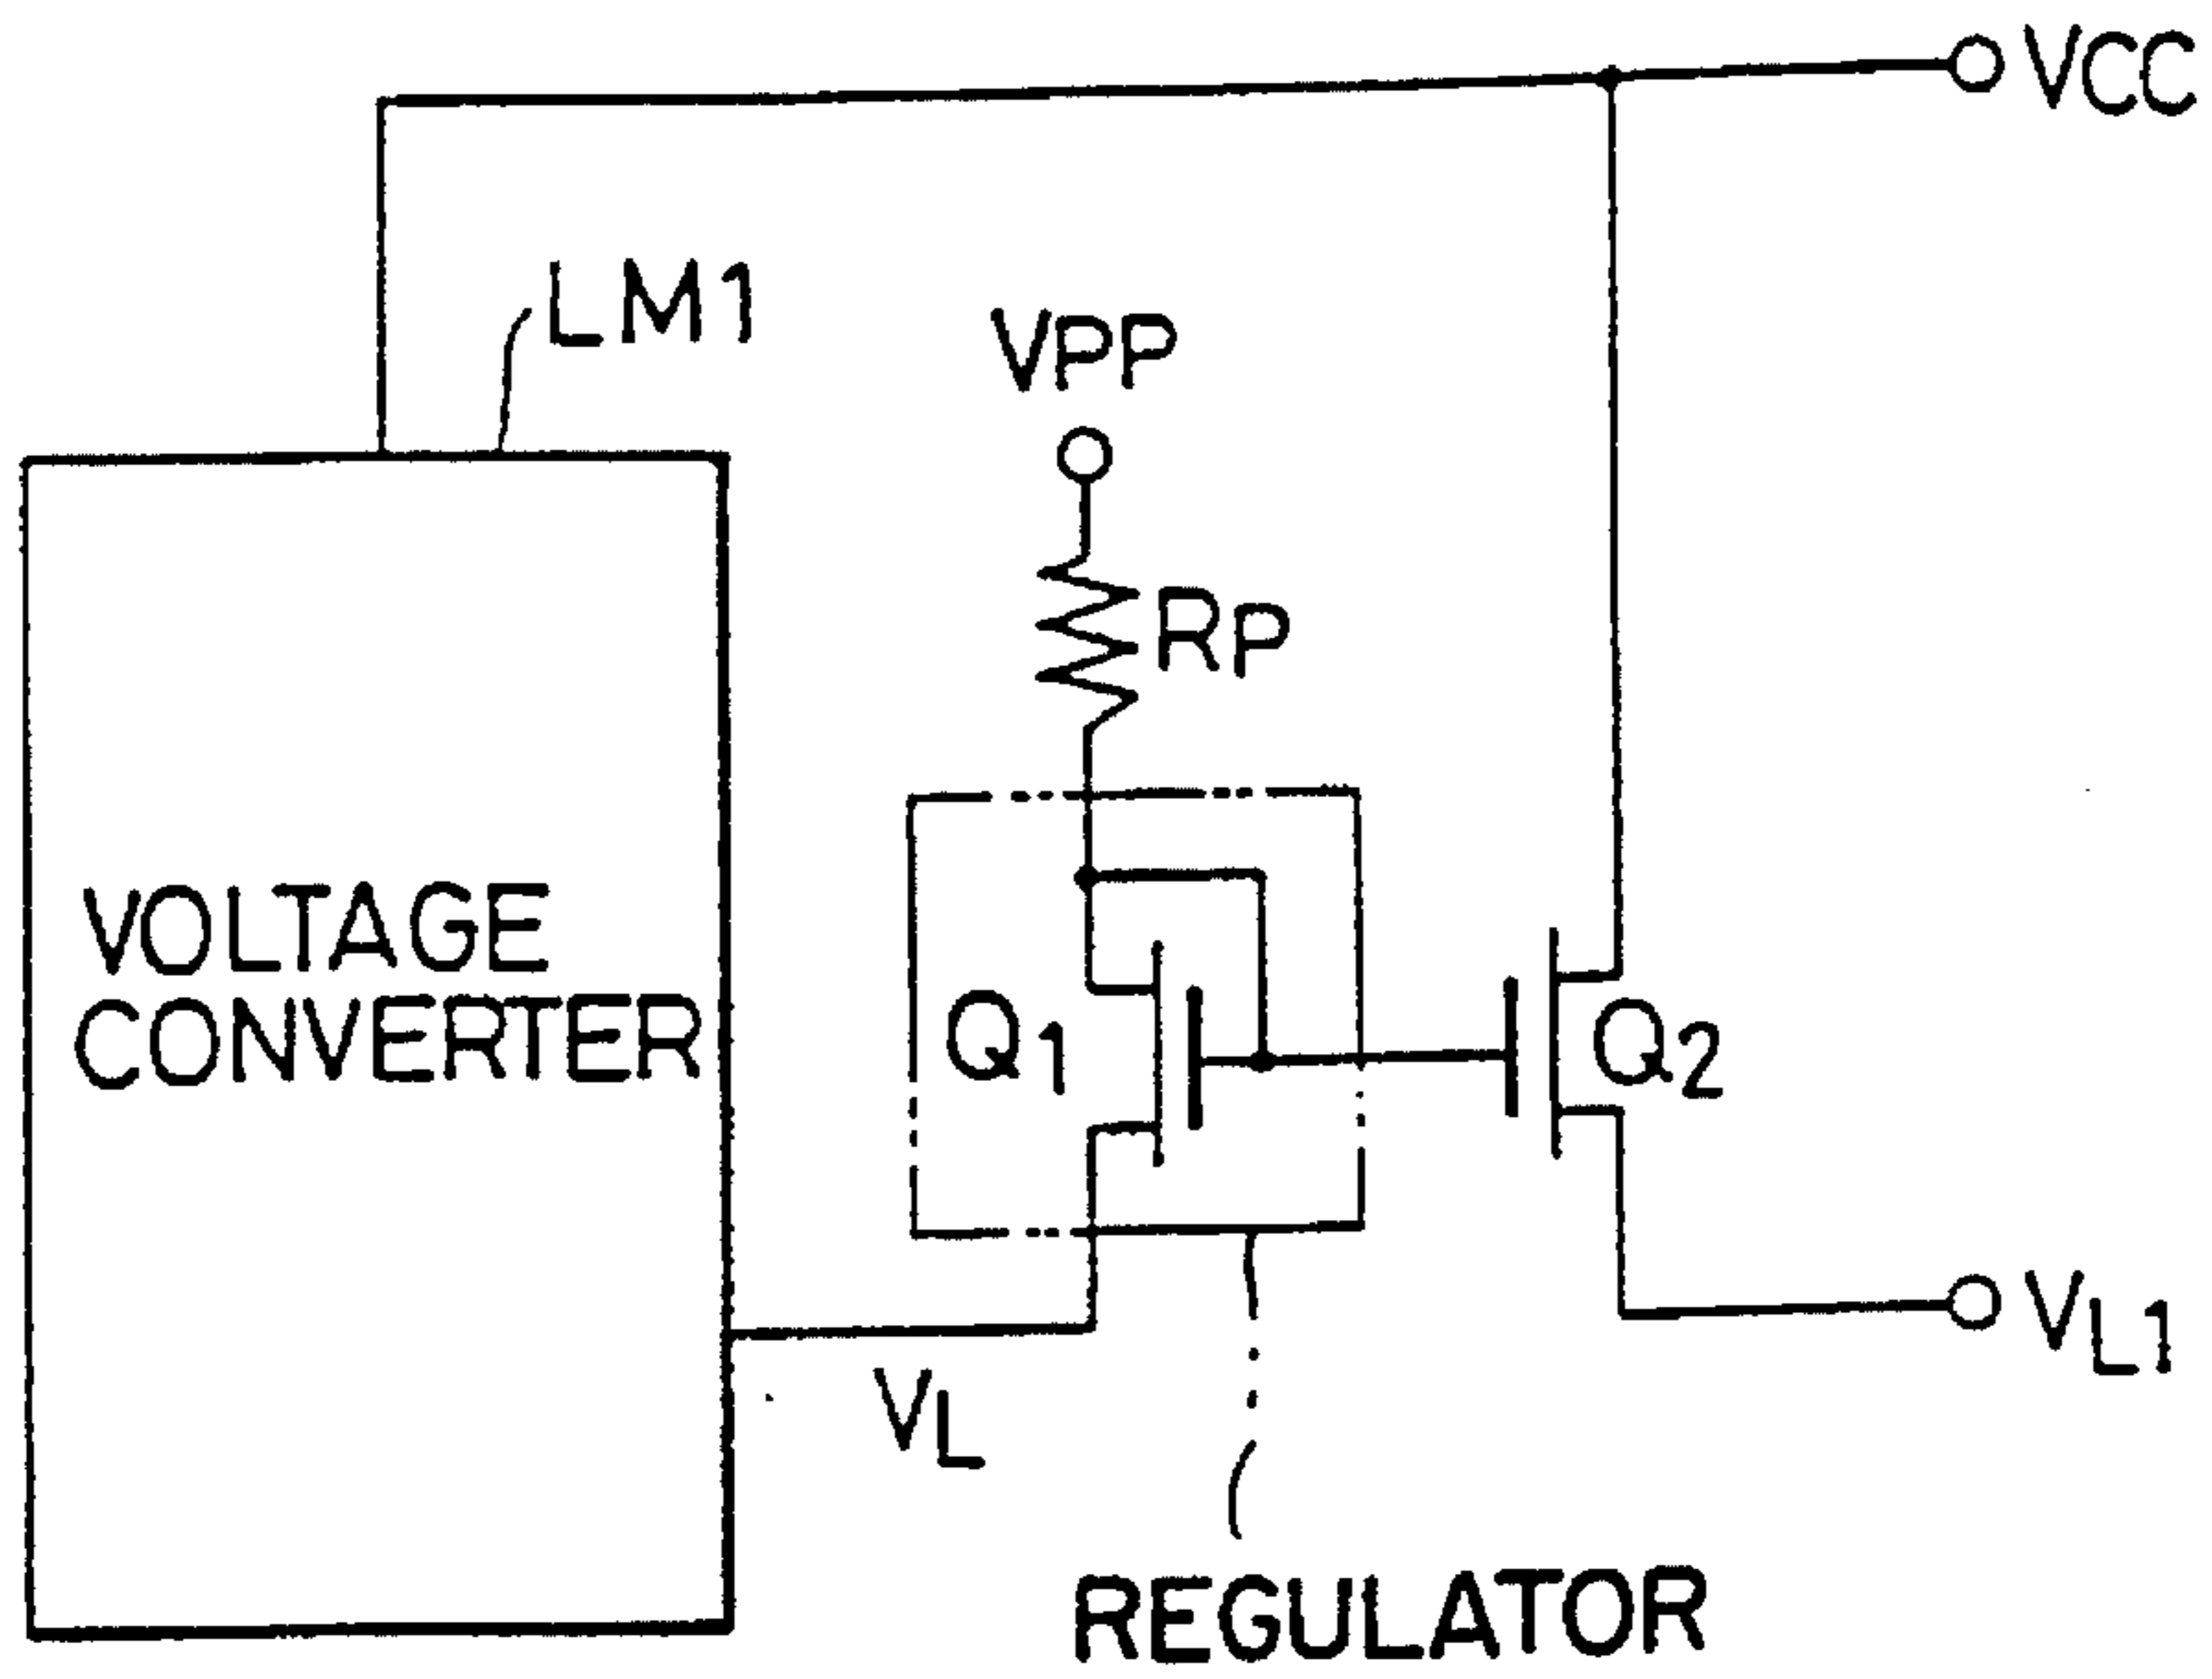 VCC
LM1
VPP
RP
VOLTAGE
CONVERTER
Q1
Q2
VL1
VL
REGULATOR